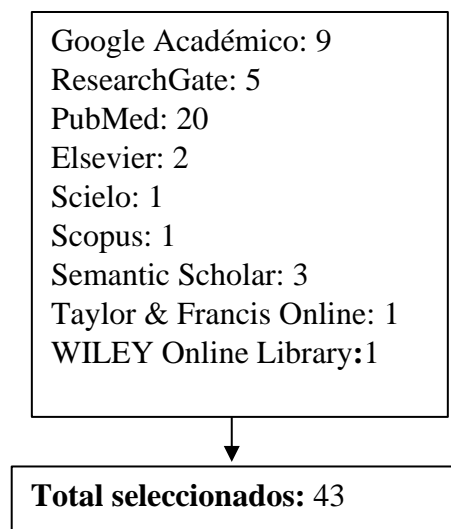 Google Académico: 9
ResearchGate: 5
PubMed: 20
Elsevier: 2
Scielo: 1
Scopus: 1
Semantic Scholar: 3
Taylor & Francis Online: 1
WILEY Online Library:1
Total seleccionados: 43